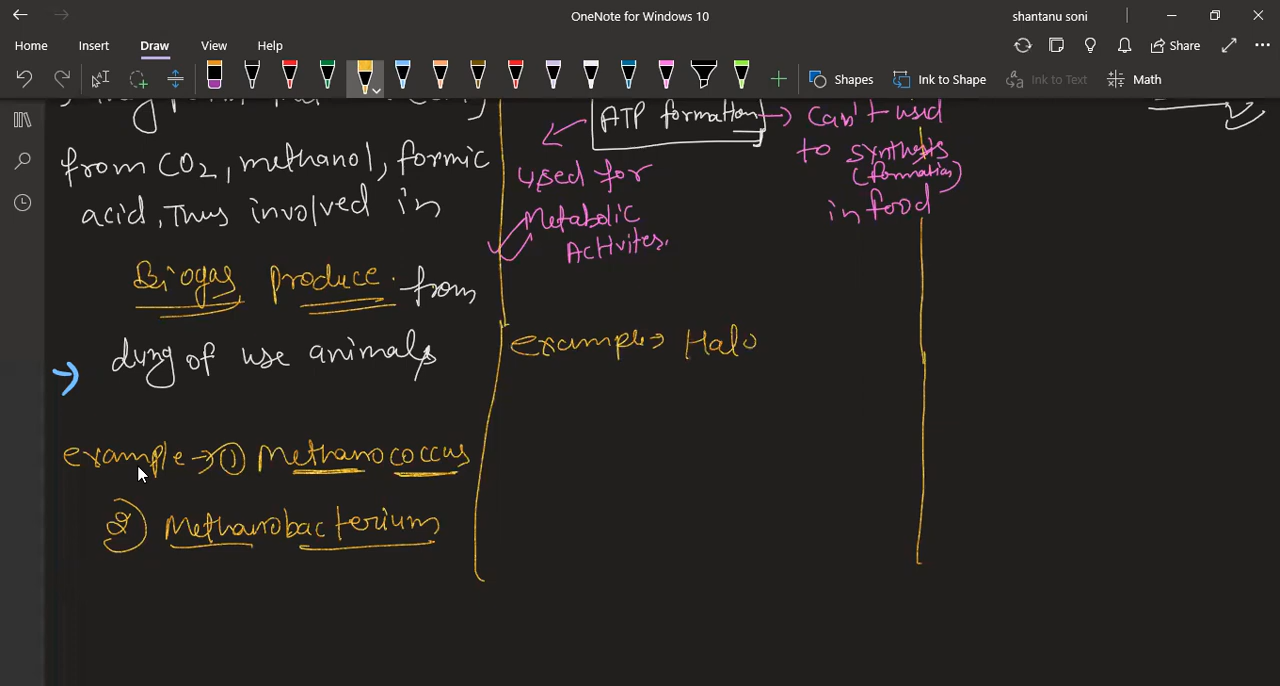 OneNote for Windows 10
shantanu soni
Home Insert Draw View Help
Share
Shapes Ink to Shape Ink to Text Math
from CO2, methanol, formic
acid, Thus involved in
Biogas produce. from
dung of use animals
example → ① Methanococcus
2) Methanobacterium
ATP formation → can't used
to synthesis
(formation)
in food
used for
Metabolic
Activites.
example → Halo